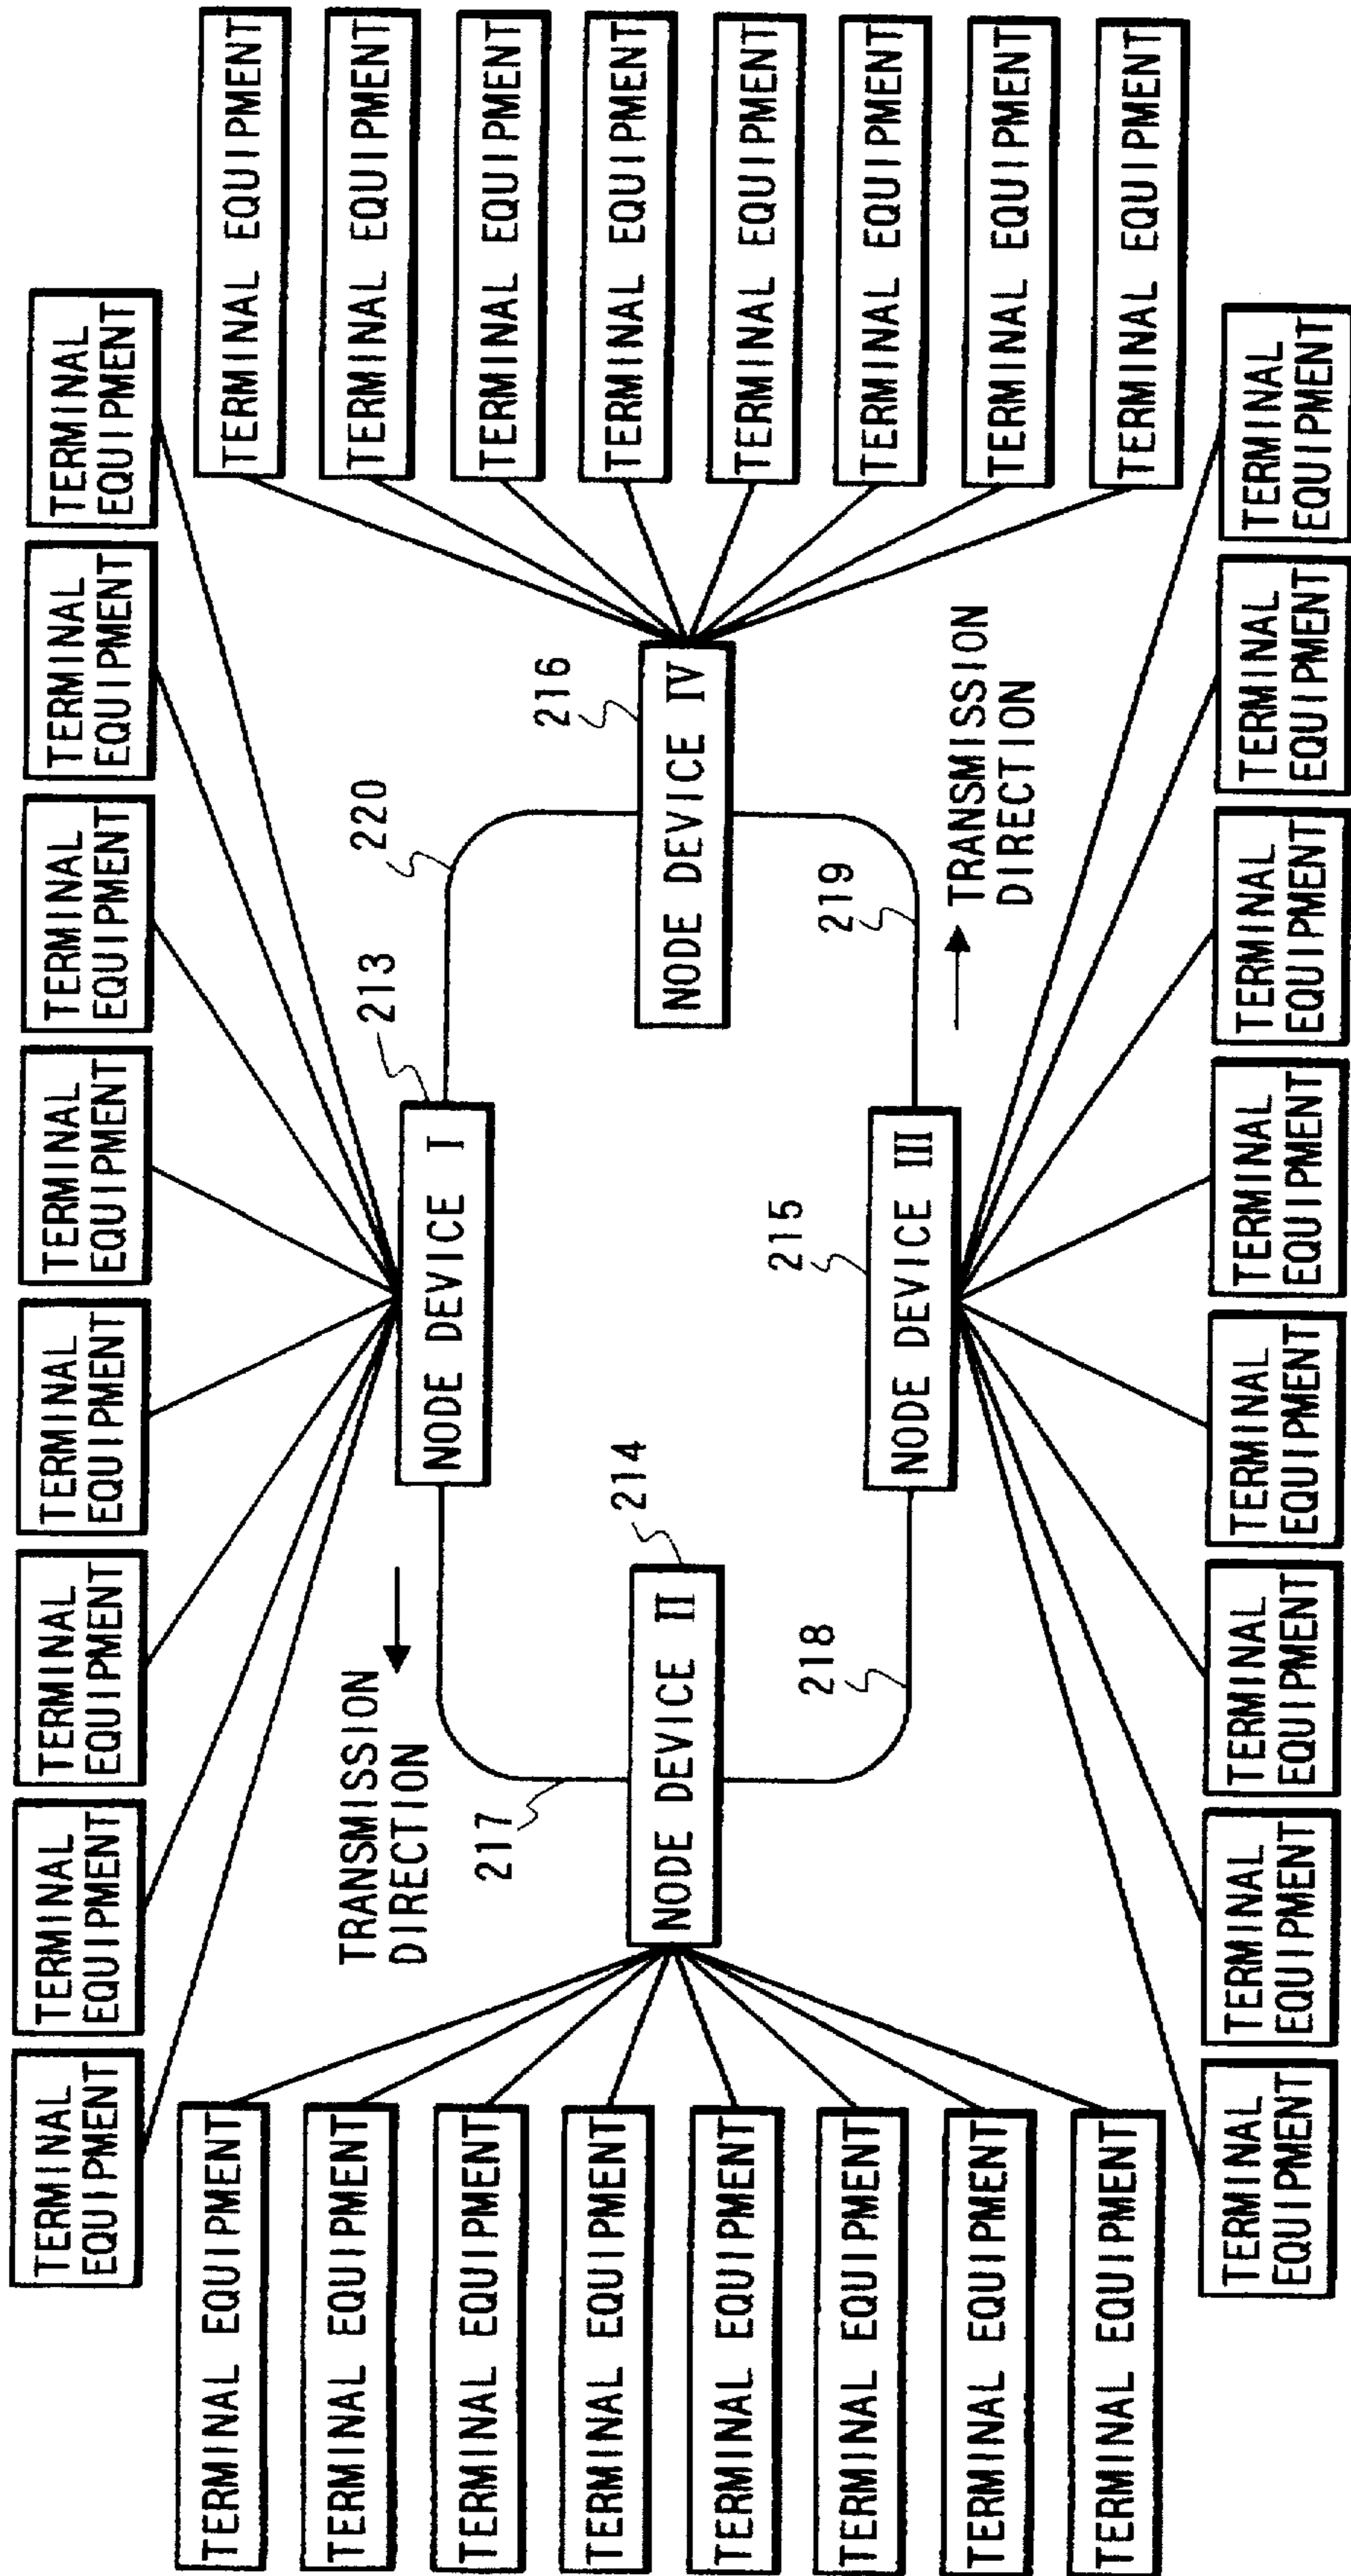 TERMINAL
EQUIPMENT
TERMINAL
EQUIPMENT
TERMINAL
EQUIPMENT
TERMINAL
EQUIPMENT
TERMINAL
EQUIPMENT
TERMINAL
EQUIPMENT
TERMINAL
EQUIPMENT
TERMINAL
EQUIPMENT
TERMINAL EQUIPMENT
TERMINAL EQUIPMENT
TERMINAL EQUIPMENT
TERMINAL EQUIPMENT
TERMINAL EQUIPMENT
TERMINAL EQUIPMENT
TERMINAL EQUIPMENT
TERMINAL EQUIPMENT
TRANSMISSION
DIRECTION
213
220
NODE DEVICE I
217
214
216
NODE DEVICE II
NODE DEVICE IV
215
218
219
NODE DEVICE III
TRANSMISSION
DIRECTION
TERMINAL EQUIPMENT
TERMINAL EQUIPMENT
TERMINAL EQUIPMENT
TERMINAL EQUIPMENT
TERMINAL EQUIPMENT
TERMINAL EQUIPMENT
TERMINAL EQUIPMENT
TERMINAL EQUIPMENT
TERMINAL
EQUIPMENT
TERMINAL
EQUIPMENT
TERMINAL
EQUIPMENT
TERMINAL
EQUIPMENT
TERMINAL
EQUIPMENT
TERMINAL
EQUIPMENT
TERMINAL
EQUIPMENT
TERMINAL
EQUIPMENT